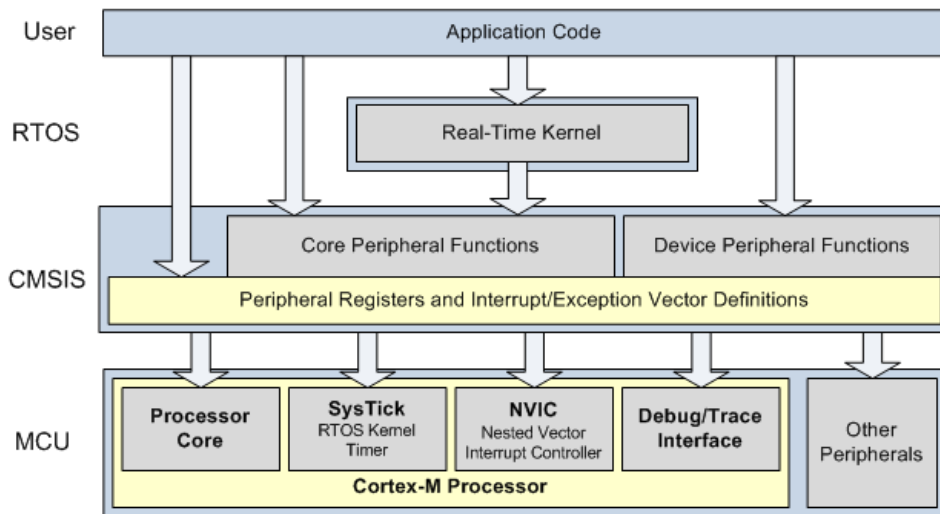 User
Application Code
RTOS
Real-Time Kernel
CMSIS
Core Peripheral Functions
Device Peripheral Functions
Peripheral Registers and Interrupt/Exception Vector Definitions
MCU
Processor
Core
SysTick
RTOS Kernel
Timer
NVIC
Nested Vector
Interrupt Controller
Debug/Trace
Interface
Other
Peripherals
Cortex-M Processor